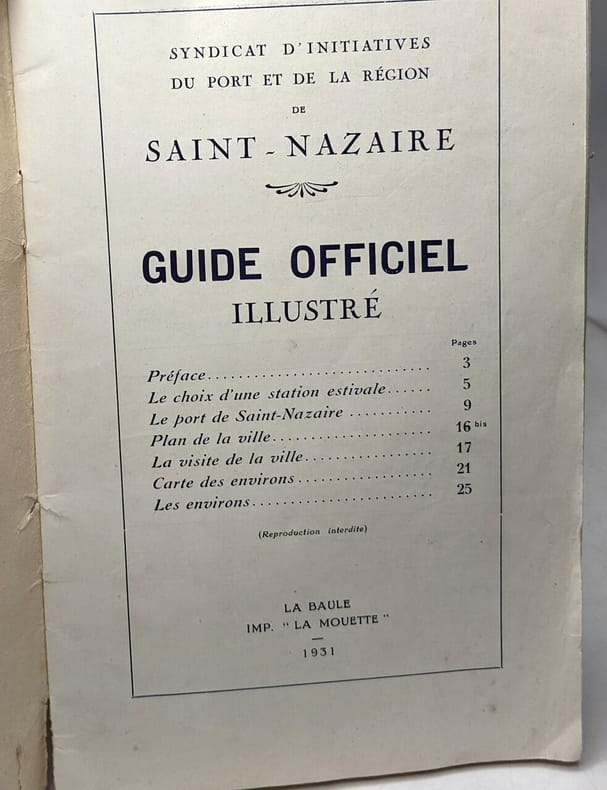 SYNDICAT D'INITIATIVES
DU PORT ET DE LA RÉGION
DE
SAINT-NAZAIRE
GUIDE OFFICIEL
ILLUSTRÉ
Pages
Préface.............................. 3
Le choix d'une station estivale...... 5
Le port de Saint-Nazaire ........... 9
Plan de la ville..................... 16 bis
La visite de la ville................. 17
Carte des environs.................. 21
Les environs........................ 25
(Reproduction interdite)
LA BAULE
IMP. " LA MOUETTE "
1931